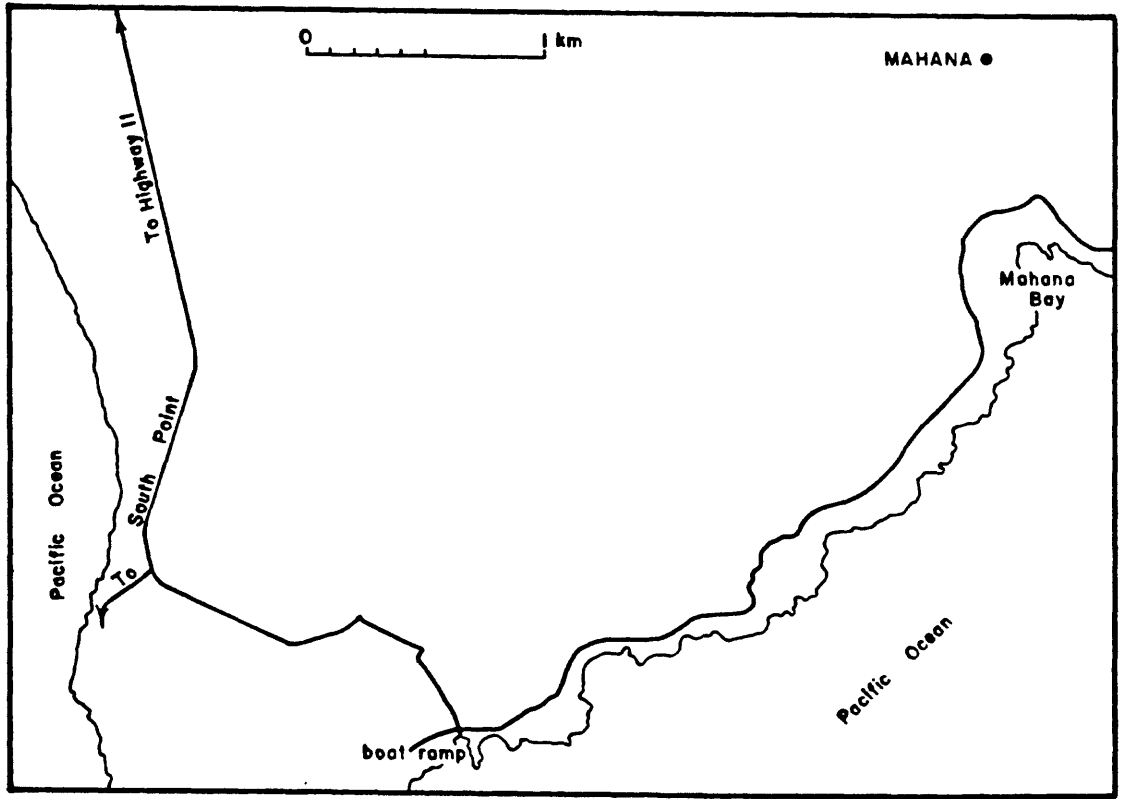 0 1 km
MAHANA
To Highway 11
Mahana
Bay
To South Point
Pacific Ocean
Pacific Ocean
boat ramp